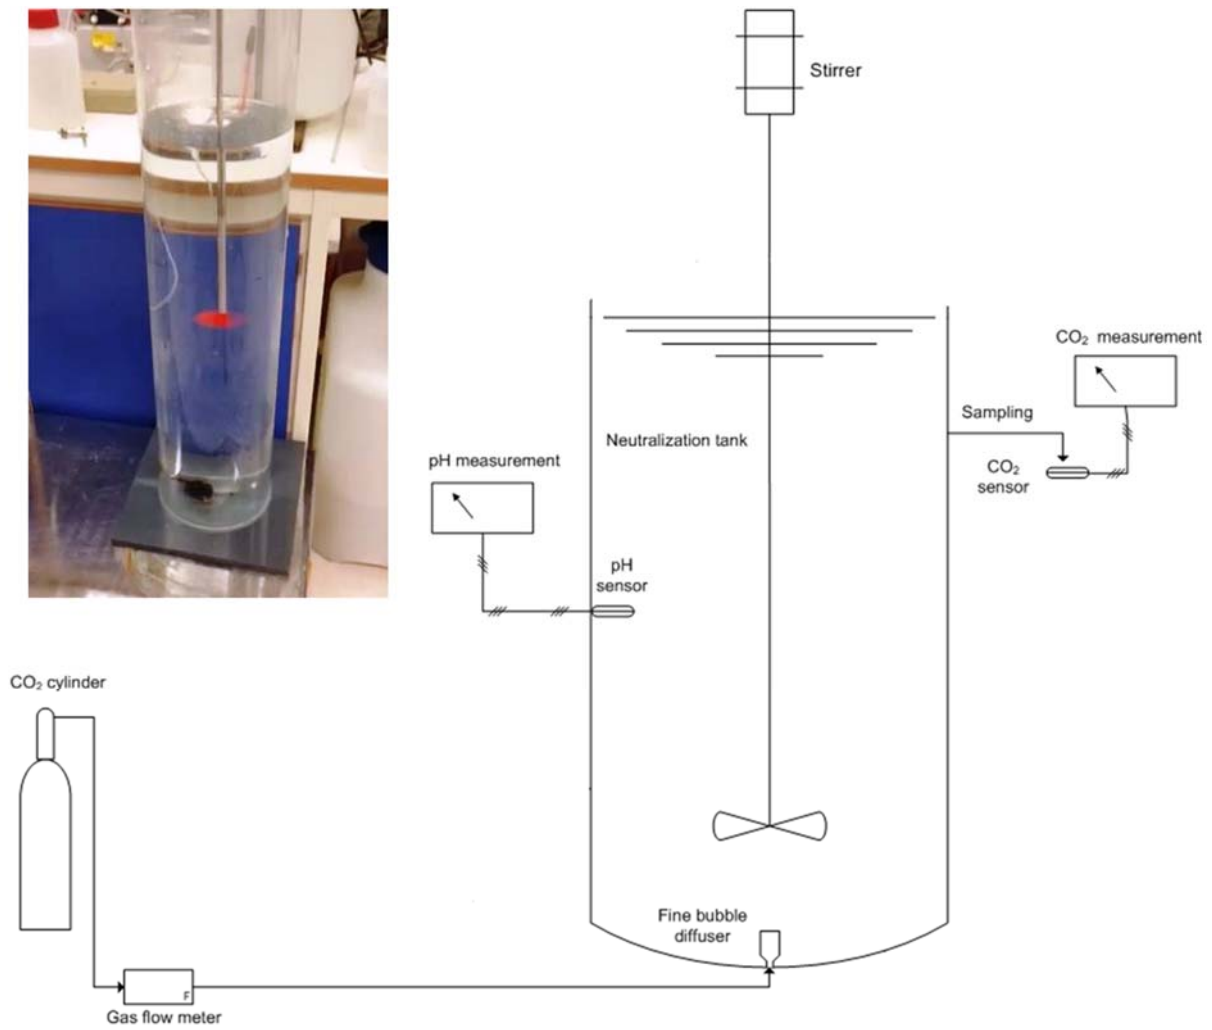 Stirrer
CO₂ measurement
Sampling
CO₂
sensor
Neutralization tank
pH measurement
pH
sensor
CO₂ cylinder
Fine bubble
diffuser
F
Gas flow meter